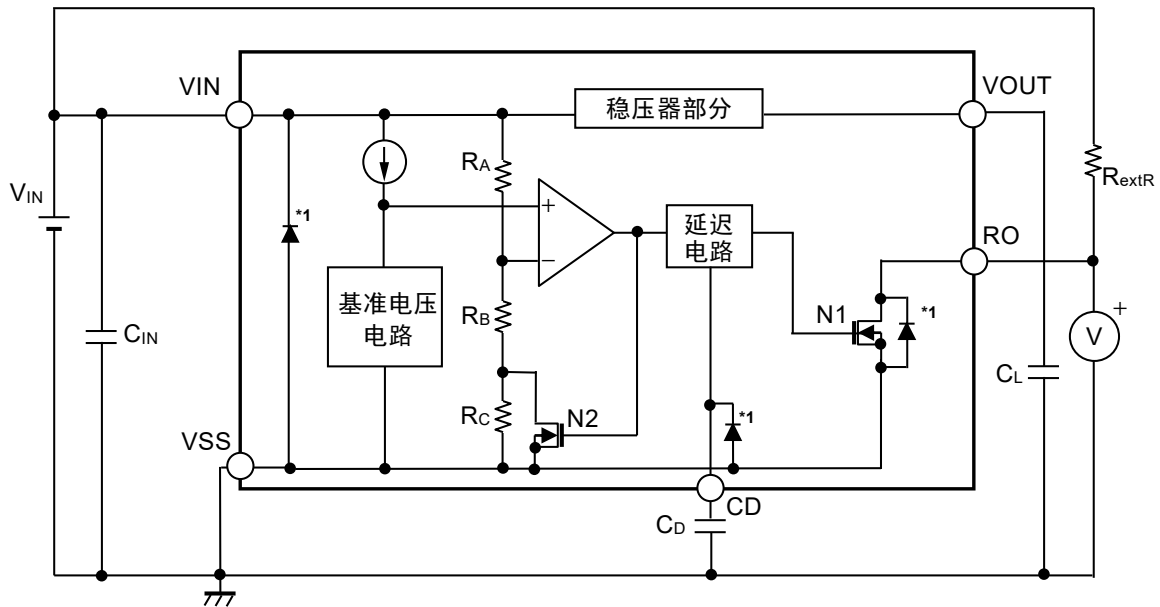 VIN
稳压器部分
VOUT
RA
RextR
VIN
*1
+
−
延迟
电路
RO
基准电压
电路
RB
N1
*1
+
V
CIN
CL
RC
N2
*1
VSS
CD
CD